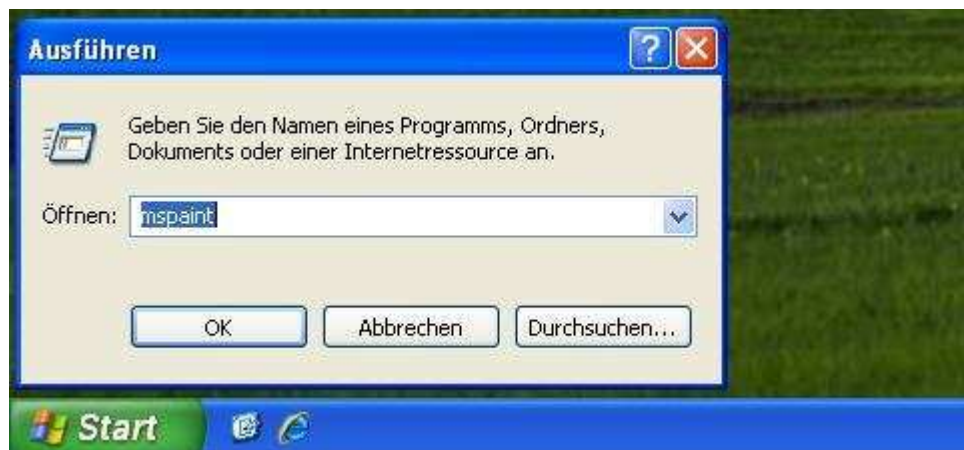 Ausführen
Geben Sie den Namen eines Programms, Ordners,
Dokuments oder einer Internetressource an.
Öffnen: mspaint
OK Abbrechen Durchsuchen...
Start